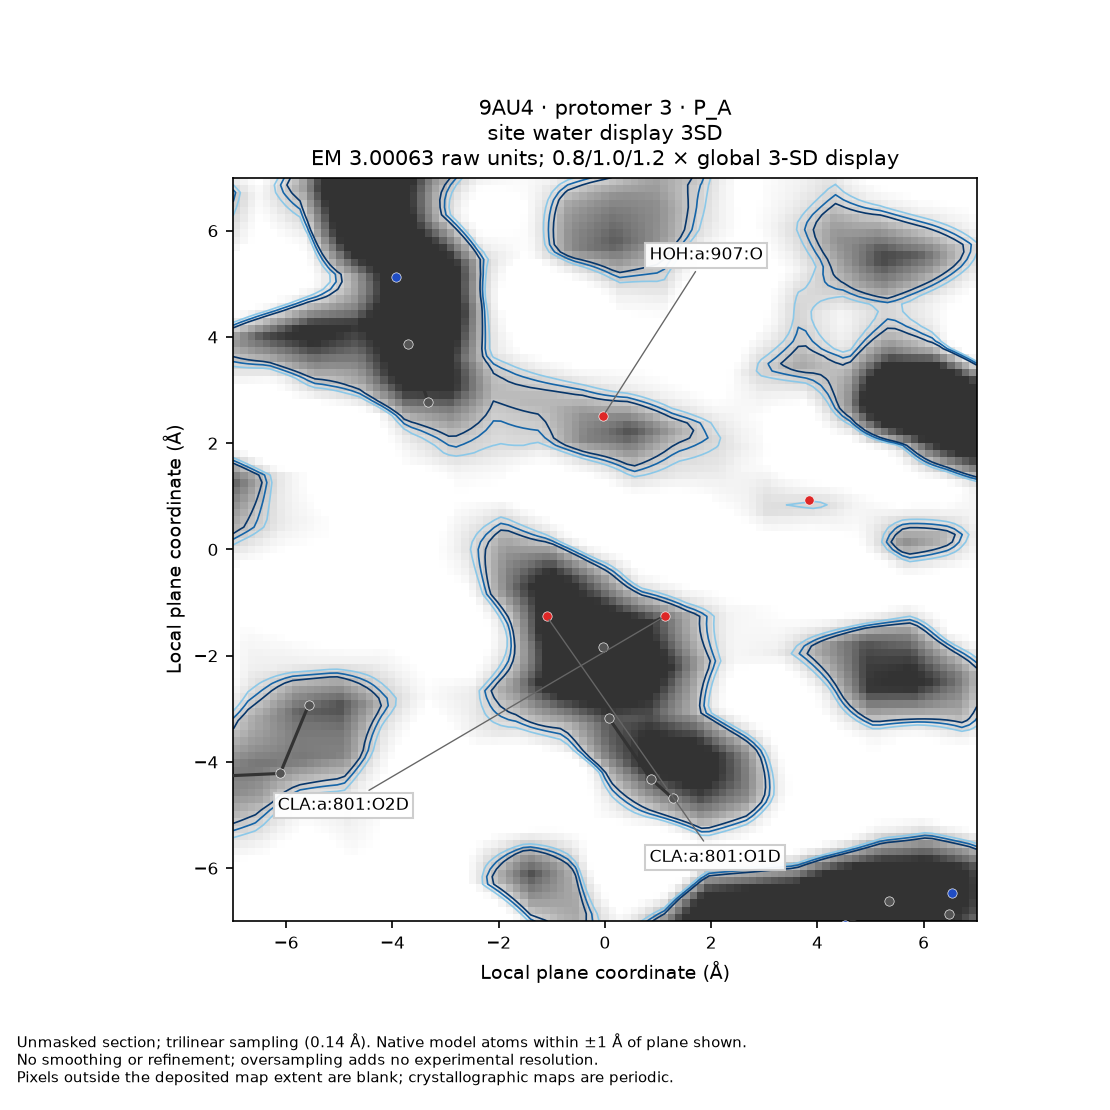 9AU4 · protomer 3 · P_A
site water display 3SD
EM 3.00063 raw units; 0.8/1.0/1.2 × global 3-SD display
HOH:a:907:O
CLA:a:801:O2D
CLA:a:801:O1D
6
4
2
0
−2
−4
−6
Local plane coordinate (Å)
−6 −4 −2 0 2 4 6
Local plane coordinate (Å)
Unmasked section; trilinear sampling (0.14 Å). Native model atoms within ±1 Å of plane shown.
No smoothing or refinement; oversampling adds no experimental resolution.
Pixels outside the deposited map extent are blank; crystallographic maps are periodic.